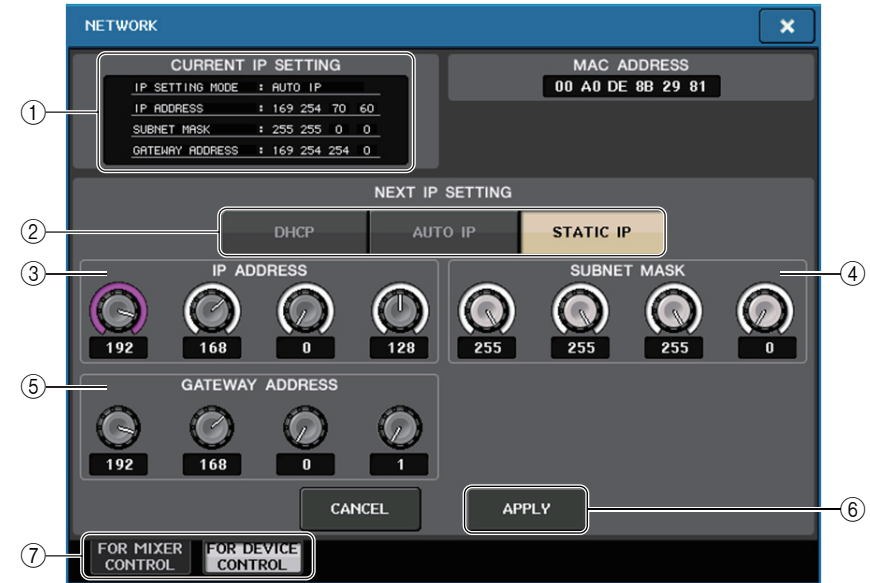 NETWORK
×
CURRENT IP SETTING
IP SETTING MODE : AUTO IP
IP ADDRESS : 169 254 70 60
SUBNET MASK : 255 255 0 0
GATEWAY ADDRESS : 169 254 254 0
MAC ADDRESS
00 A0 DE 8B 29 81
①
NEXT IP SETTING
②
DHCP AUTO IP STATIC IP
③
IP ADDRESS
192 168 0 128
SUBNET MASK
255 255 255 0
④
⑤
GATEWAY ADDRESS
192 168 0 1
CANCEL APPLY
⑥
⑦
FOR MIXER CONTROL
FOR DEVICE CONTROL